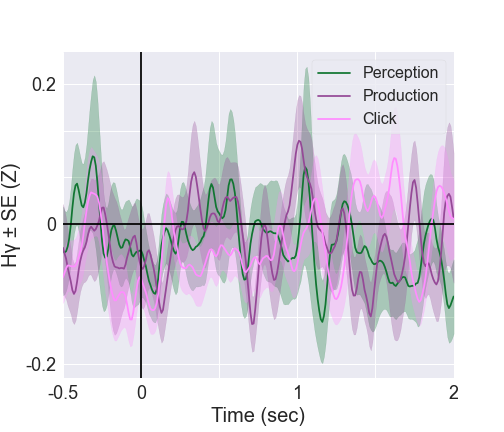 Perception
Production
Click
0.2
0
-0.2
Hγ ± SE (Z)
-0.5
0
1
2
Time (sec)